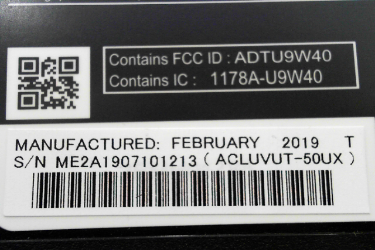 Contains FCC ID : ADTU9W40
Contains IC : 1178A-U9W40
MANUFACTURED: FEBRUARY 2019 T
S/N ME2A1907101213 ( ACLUVUT-50UX )